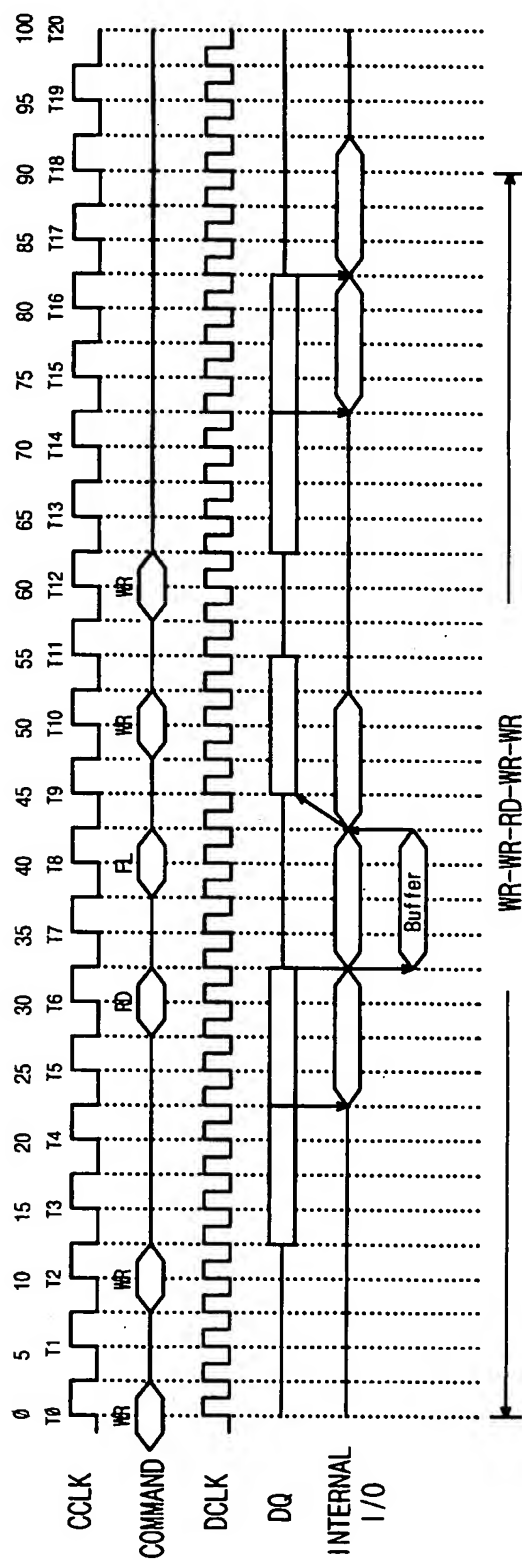 0 5 10 15 20 25 30 35 40 45 50 55 60 65 70 75 80 85 90 95 100
T0 T1 T2 T3 T4 T5 T6 T7 T8 T9 T10 T11 T12 T13 T14 T15 T16 T17 T18 T19 T20
CCLK
COMMAND WR WR RD FL WR WR
DCLK
DQ
INTERNAL
I/O
Buffer
WR-WR-RD-WR-WR